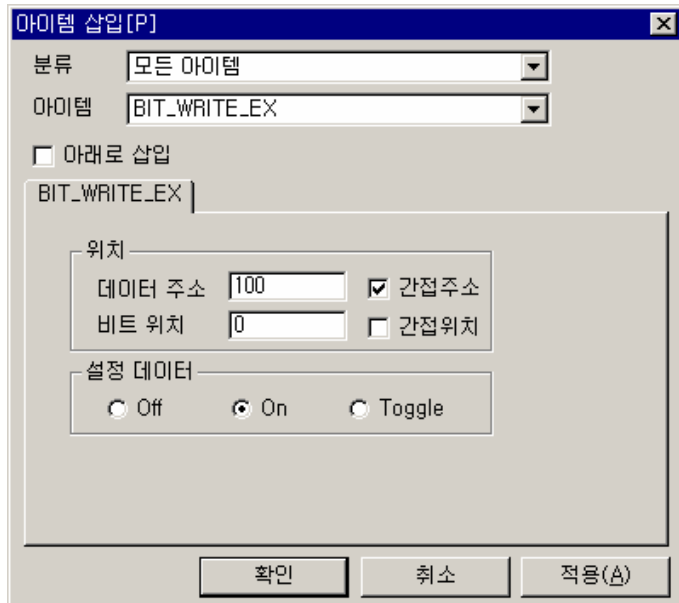 아이템 삽입[P]
분류 모든 아이템
아이템 BIT_WRITE_EX
아래로 삽입
BIT_WRITE_EX
위치
데이터 주소 100 간접주소
비트 위치 0 간접위치
설정 데이터
Off On Toggle
확인 취소 적용(A)